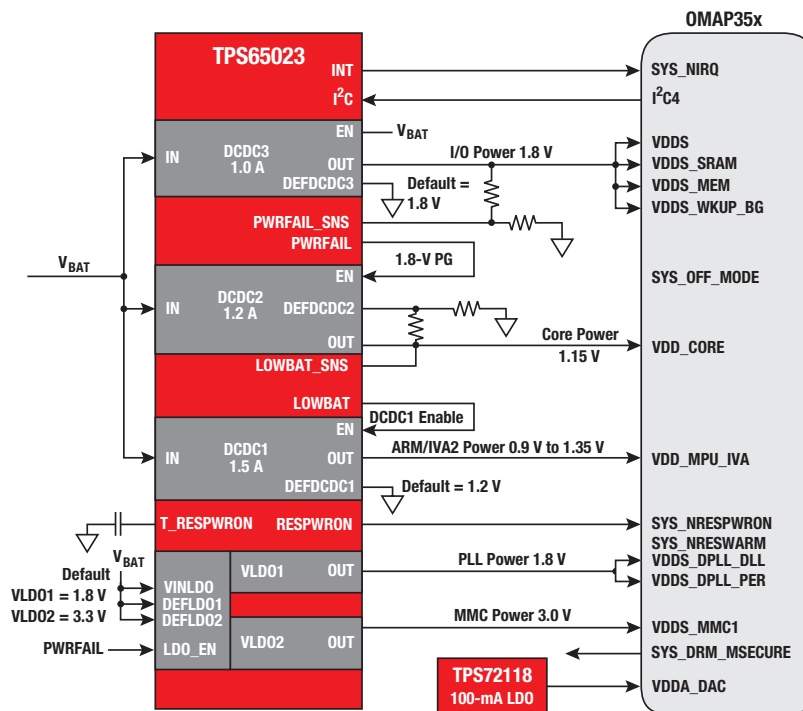 OMAP35x
TPS65023
INT
SYS_NIRQ
I²C
I²C4
EN
VBAT
IN
DCDC3
1.0 A
OUT
I/O Power 1.8 V
DEFDCDC3
Default =
1.8 V
VDDS
VDDS_SRAM
VDDS_MEM
VDDS_WKUP_BG
PWRFAIL_SNS
PWRFAIL
1.8-V PG
VBAT
EN
SYS_OFF_MODE
IN
DCDC2
1.2 A
DEFDCDC2
OUT
Core Power
1.15 V
VDD_CORE
LOWBAT_SNS
LOWBAT
DCDC1 Enable
EN
IN
DCDC1
1.5 A
OUT
ARM/IVA2 Power 0.9 V to 1.35 V
VDD_MPU_IVA
DEFDCDC1
Default = 1.2 V
T_RESPWRON
RESPWRON
SYS_NRESPWRON
SYS_NRESWARM
VBAT
Default
VLDO1 = 1.8 V
VLDO2 = 3.3 V
VINLDO
DEFLDO1
DEFLDO2
VLDO1
OUT
PLL Power 1.8 V
VDDS_DPLL_DLL
VDDS_DPLL_PER
PWRFAIL
LDO_EN
VLDO2
OUT
MMC Power 3.0 V
VDDS_MMC1
SYS_DRM_MSECURE
TPS72118
100-mA LDO
VDDA_DAC